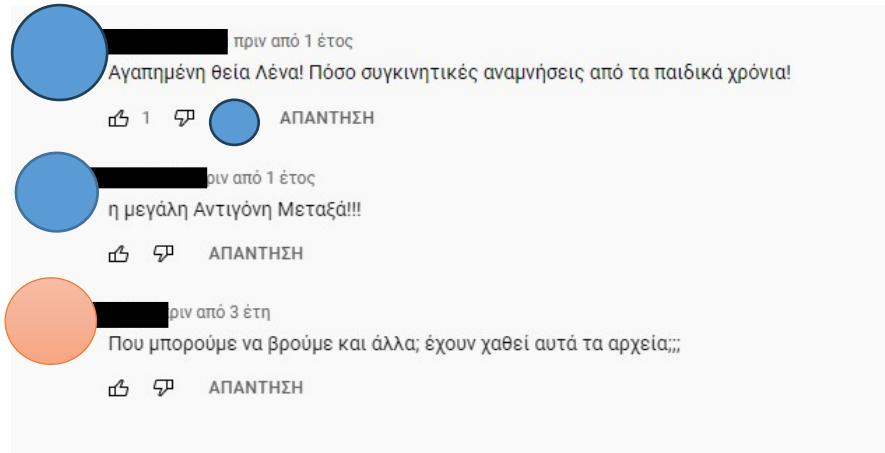 πριν από 1 έτος
Αγαπημένη θεία Λένα! Πόσο συγκινητικές αναμνήσεις από τα παιδικά χρόνια!
1 ΑΠΑΝΤΗΣΗ
από 1 έτος
η μεγάλη Αντιγόνη Μεταξά!!!
ΑΠΑΝΤΗΣΗ
από 3 έτη
Που μπορούμε να βρούμε και άλλα; έχουν χαθεί αυτά τα αρχεία;;;
ΑΠΑΝΤΗΣΗ